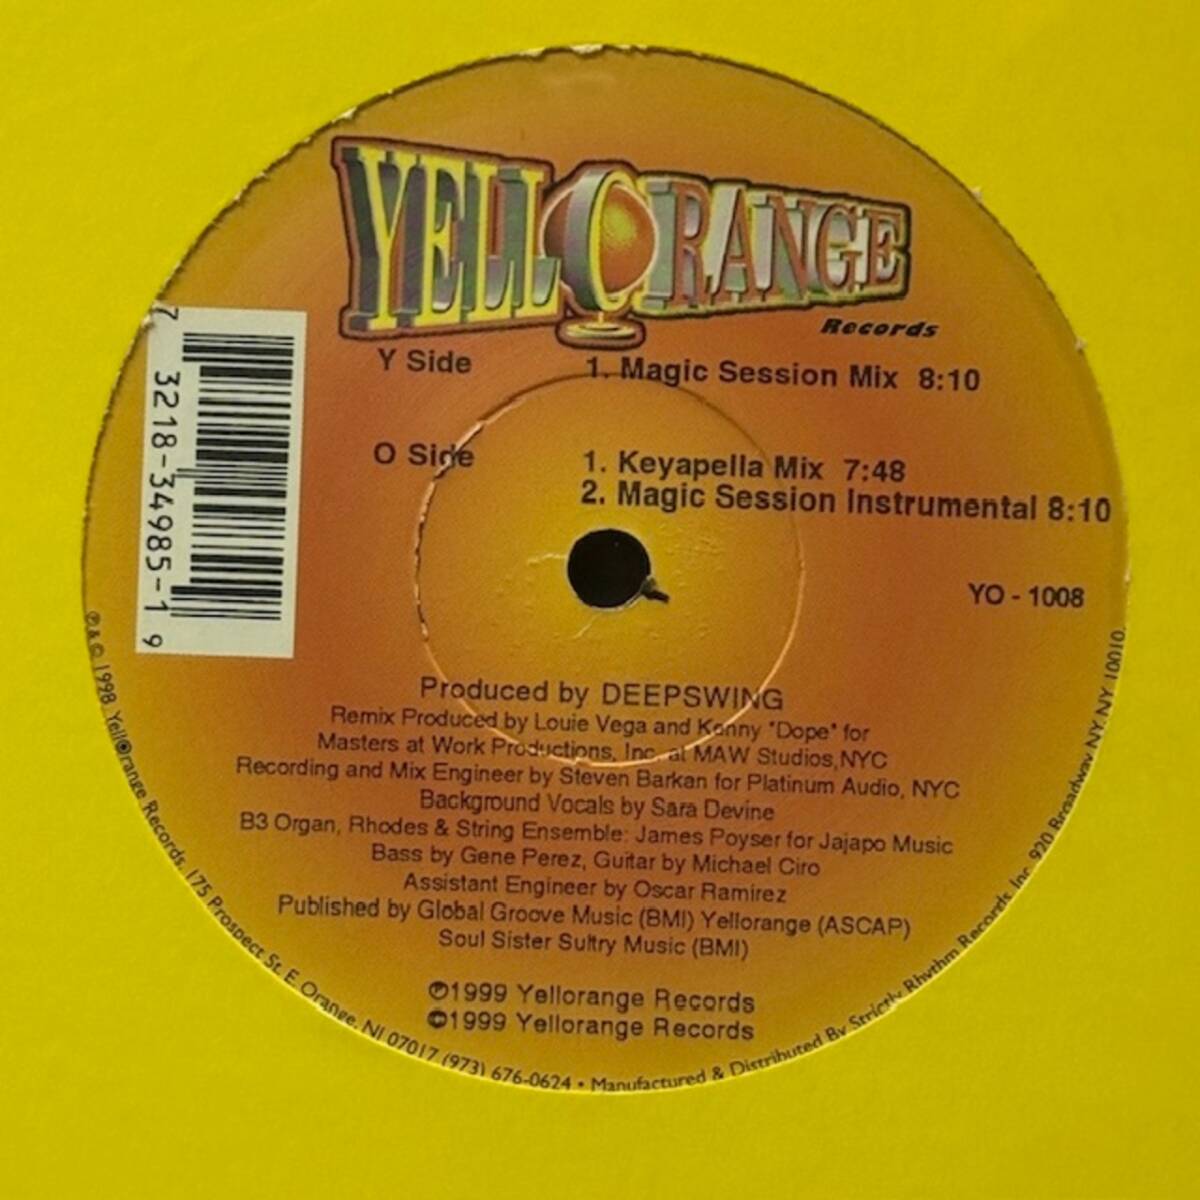 YELLORANGE
Records
Y Side 1. Magic Session Mix 8:10
O Side 1. Keyapella Mix 7:48
2. Magic Session Instrumental 8:10
YO - 1008
7 3218-34985-1 9
Produced by DEEPSWING
Remix Produced by Louie Vega and Kenny "Dope" for
Masters at Work Productions, Inc. at MAW Studios,NYC
Recording and Mix Engineer by Steven Barkan for Platinum Audio, NYC
Background Vocals by Sara Devine
B3 Organ, Rhodes & String Ensemble: James Poyser for Jajapo Music
Bass by Gene Perez, Guitar by Michael Ciro
Assistant Engineer by Oscar Ramirez
Published by Global Groove Music (BMI) Yellorange (ASCAP)
Soul Sister Sultry Music (BMI)
℗1999 Yellorange Records
©1999 Yellorange Records
℗ & © 1998 YellOrange Records, 175 Prospect St. E. Orange, NJ 07017 (973) 676-0624 • Manufactured & Distributed By Strictly Rhythm Records, Inc. 920 Broadway, NY, NY 10010.